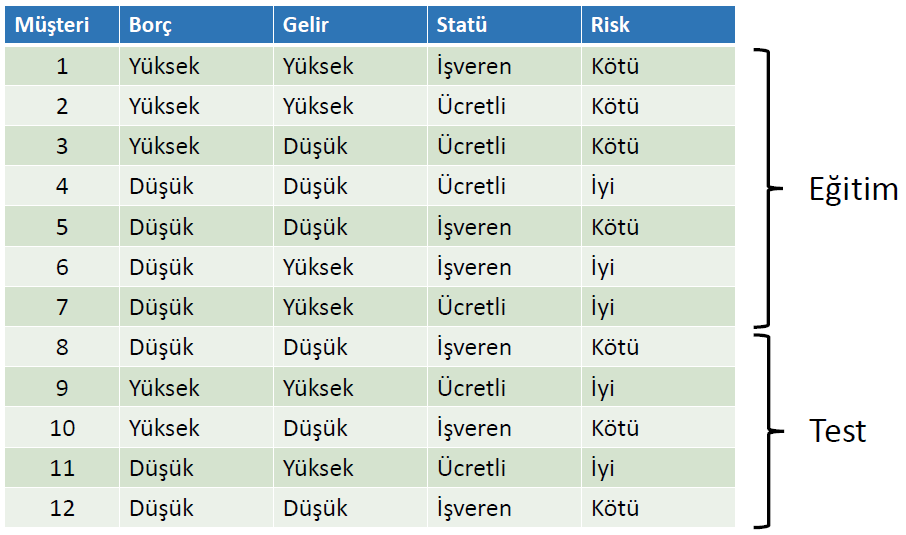 Müşteri Borç Gelir Statü Risk
1 Yüksek Yüksek İşveren Kötü
2 Yüksek Yüksek Ücretli Kötü
3 Yüksek Düşük Ücretli Kötü
4 Düşük Düşük Ücretli İyi
5 Düşük Düşük İşveren Kötü
6 Düşük Yüksek İşveren İyi
7 Düşük Yüksek Ücretli İyi
8 Düşük Düşük İşveren Kötü
9 Yüksek Yüksek Ücretli İyi
10 Yüksek Düşük İşveren Kötü
11 Düşük Yüksek Ücretli İyi
12 Düşük Düşük İşveren Kötü
Eğitim
Test